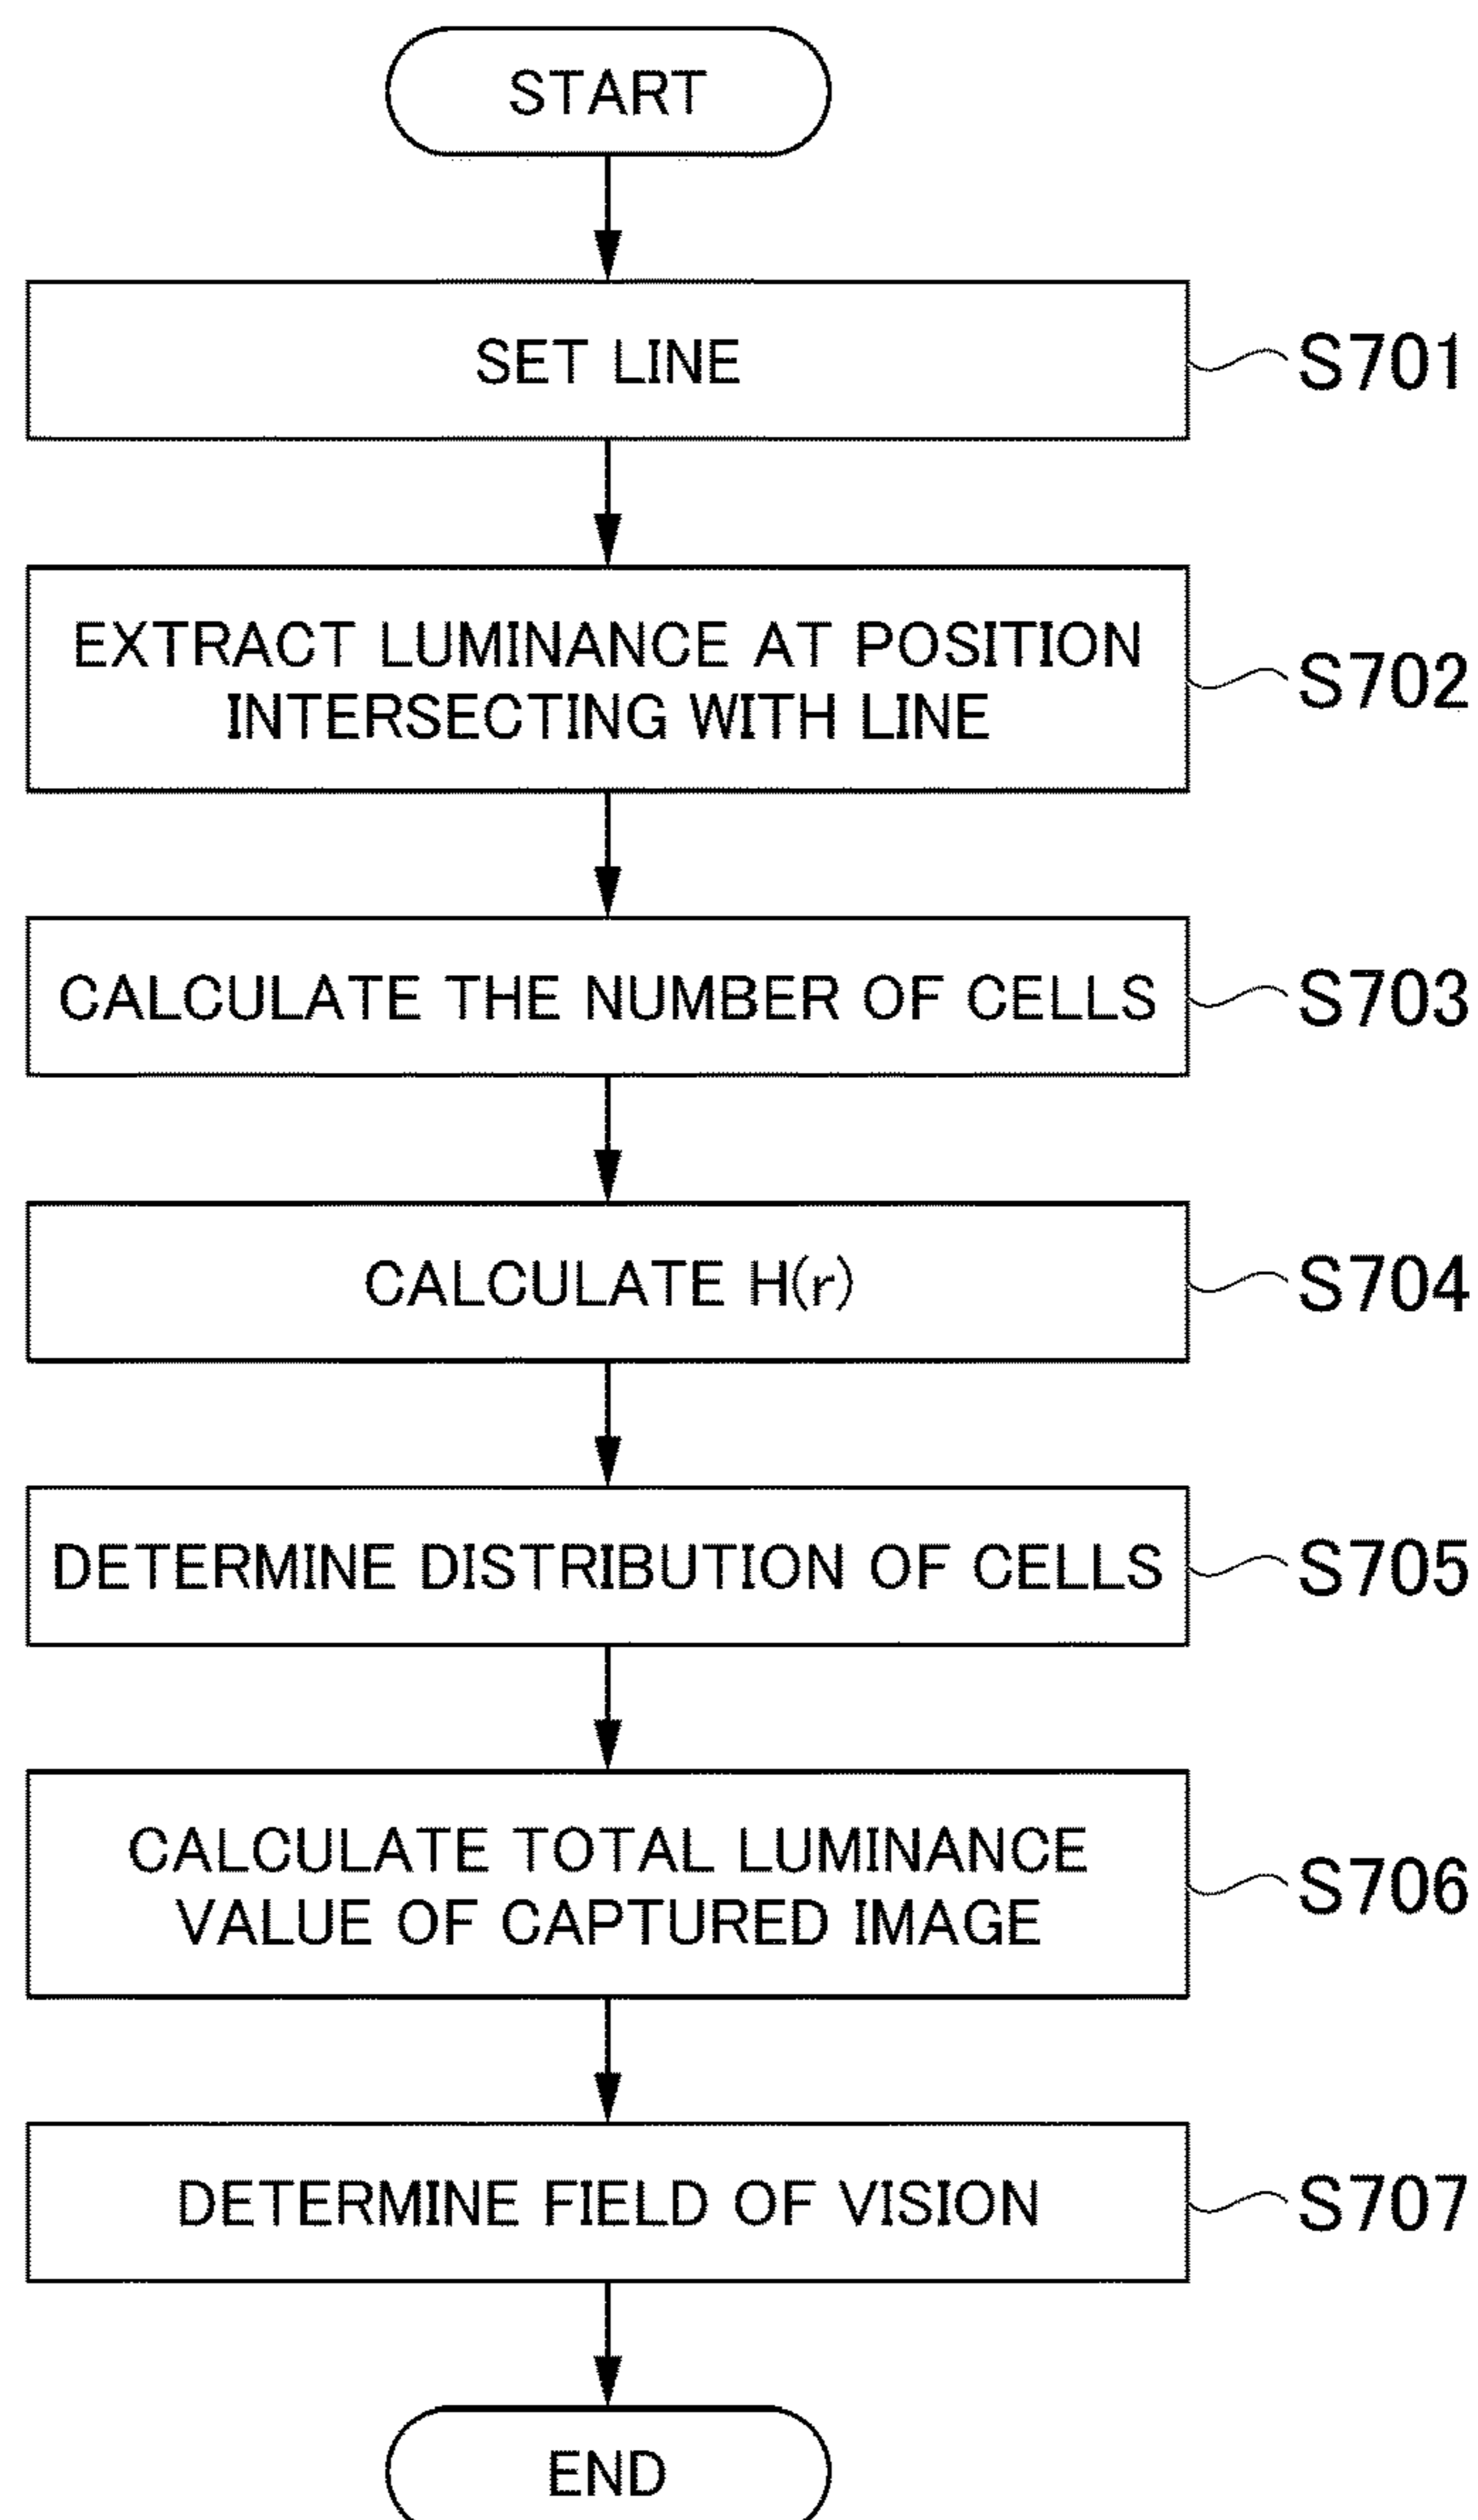 START
SET LINE
S701
EXTRACT LUMINANCE AT POSITION
INTERSECTING WITH LINE
S702
CALCULATE THE NUMBER OF CELLS
S703
CALCULATE H(r)
S704
DETERMINE DISTRIBUTION OF CELLS
S705
CALCULATE TOTAL LUMINANCE
VALUE OF CAPTURED IMAGE
S706
DETERMINE FIELD OF VISION
S707
END